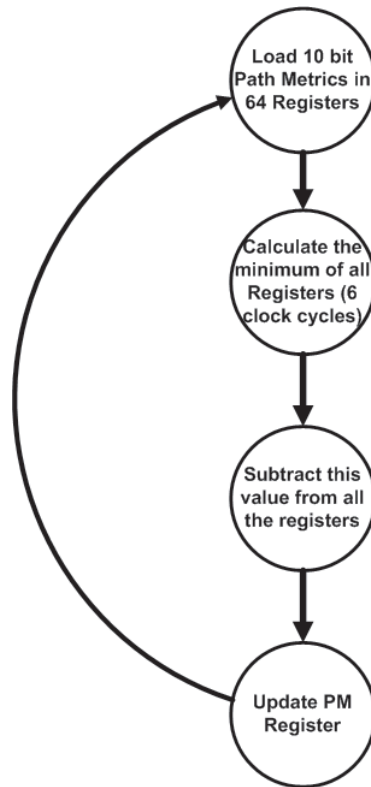 Load 10 bit
Path Metrics in
64 Registers
Calculate the
minimum of all
Registers (6
clock cycles)
Subtract this
value from all
the registers
Update PM
Register